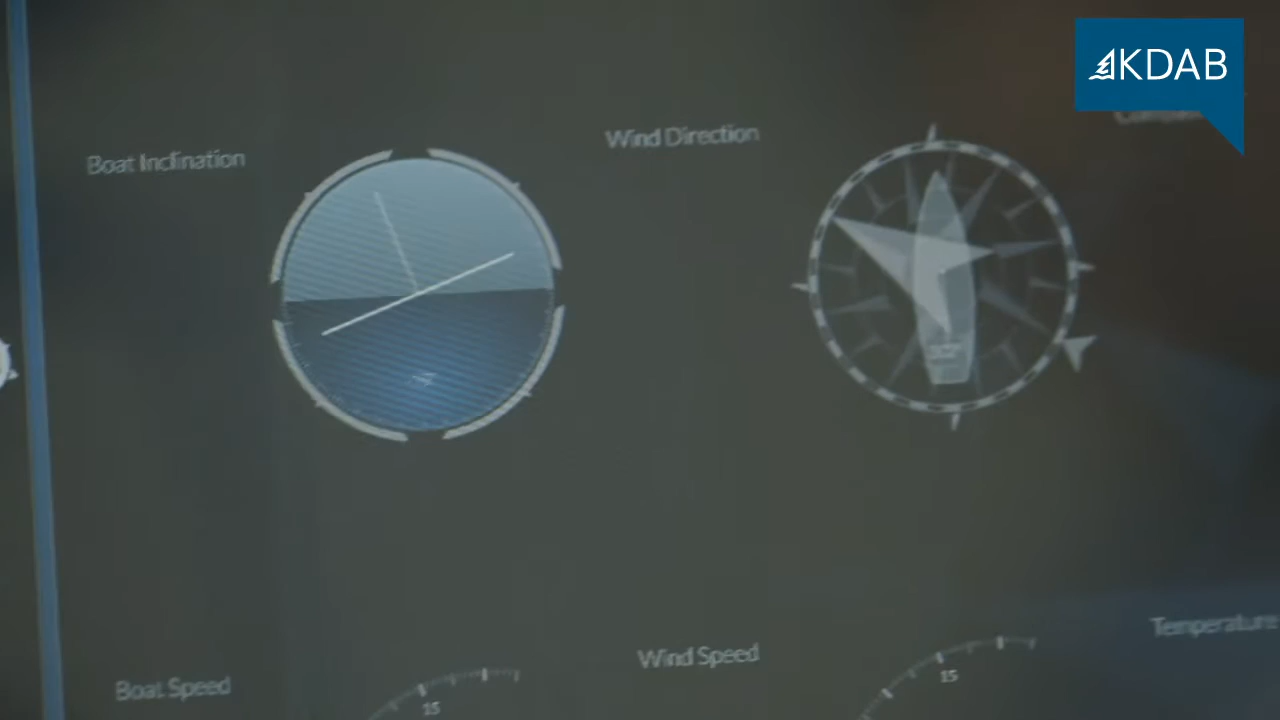 KDAB
Boat Inclination
Wind Direction
Boat Speed
15
Wind Speed
15
Temperature